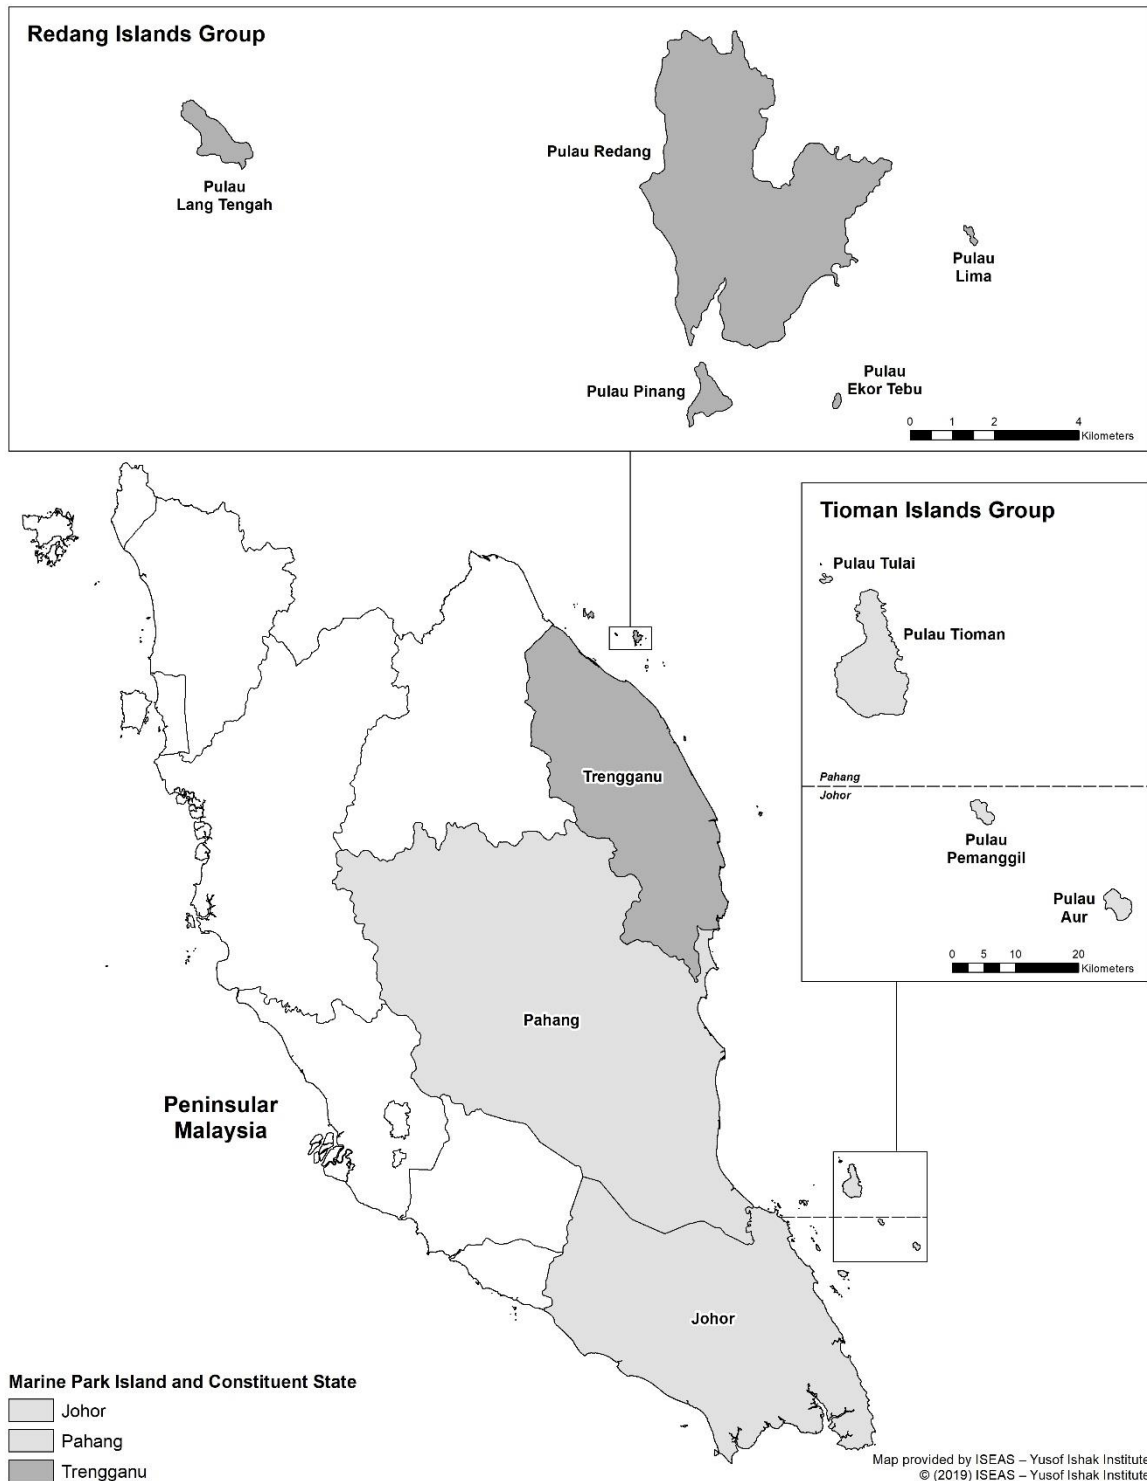 Redang Islands Group
Pulau Redang
Pulau
Lang Tengah
Pulau
Lima
Pulau Pinang
Pulau
Ekor Tebu
0 1 2 4
Kilometers
Tioman Islands Group
Pulau Tulai
Pulau Tioman
Pahang
Johor
Pulau
Pemanggil
Pulau
Aur
0 5 10 20
Kilometers
Trengganu
Pahang
Peninsular
Malaysia
Johor
Marine Park Island and Constituent State
Johor
Pahang
Trengganu
Map provided by ISEAS – Yusof Ishak Institute
© (2019) ISEAS – Yusof Ishak Institute